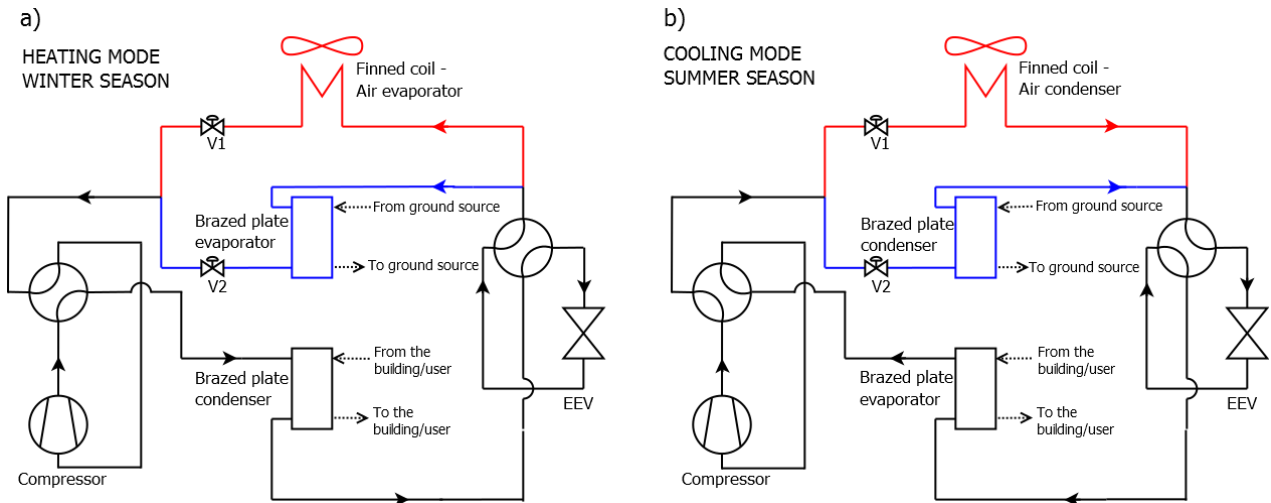 a)
HEATING MODE
WINTER SEASON
Finned coil -
Air evaporator
V1
Brazed plate
evaporator
From ground source
To ground source
V2
From the
building/user
Brazed plate
condenser
To the
building/user
EEV
Compressor
b)
COOLING MODE
SUMMER SEASON
Finned coil -
Air condenser
V1
Brazed plate
condenser
From ground source
To ground source
V2
From the
building/user
Brazed plate
evaporator
To the
building/user
EEV
Compressor